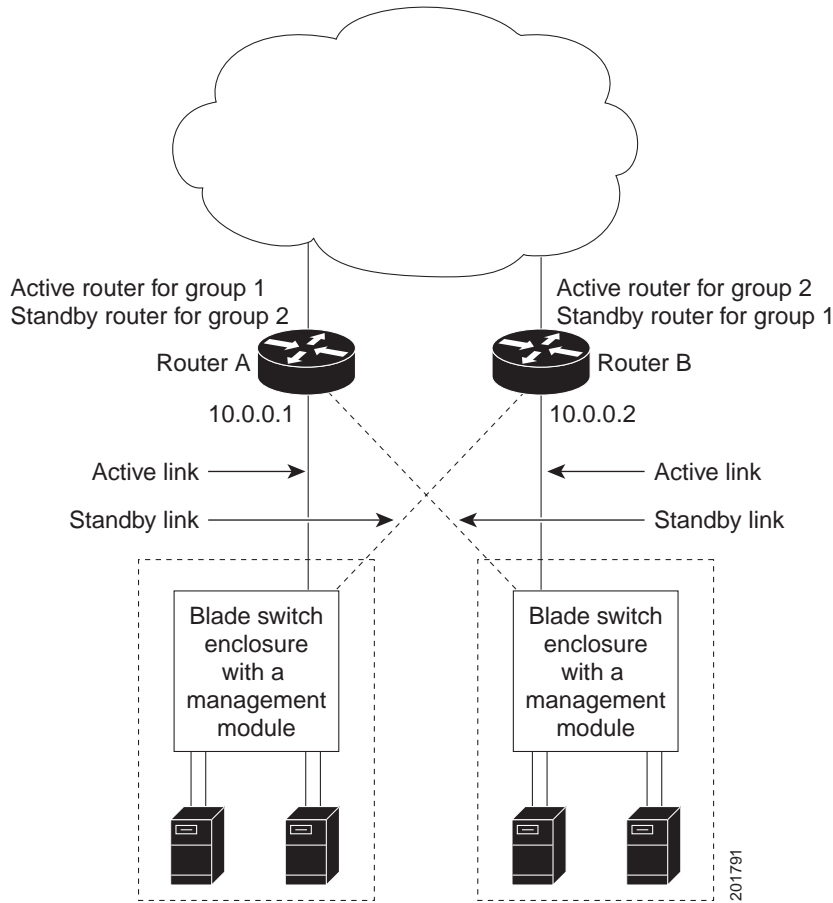 Active router for group 1
Standby router for group 2
Active router for group 2
Standby router for group 1
Router A
Router B
10.0.0.1
10.0.0.2
Active link
Active link
Standby link
Standby link
Blade switch
enclosure
with a
management
module
Blade switch
enclosure
with a
management
module
201791